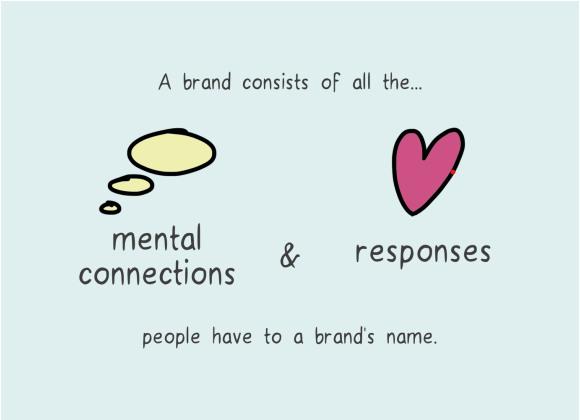 A brand consists of all the...
mental
connections
&
responses
people have to a brand's name.